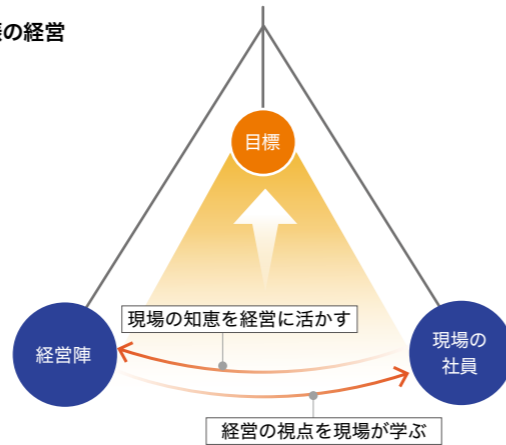 の経営
目標
現場の知恵を経営に活かす
経営陣
現場の
社員
経営の視点を現場が学ぶ